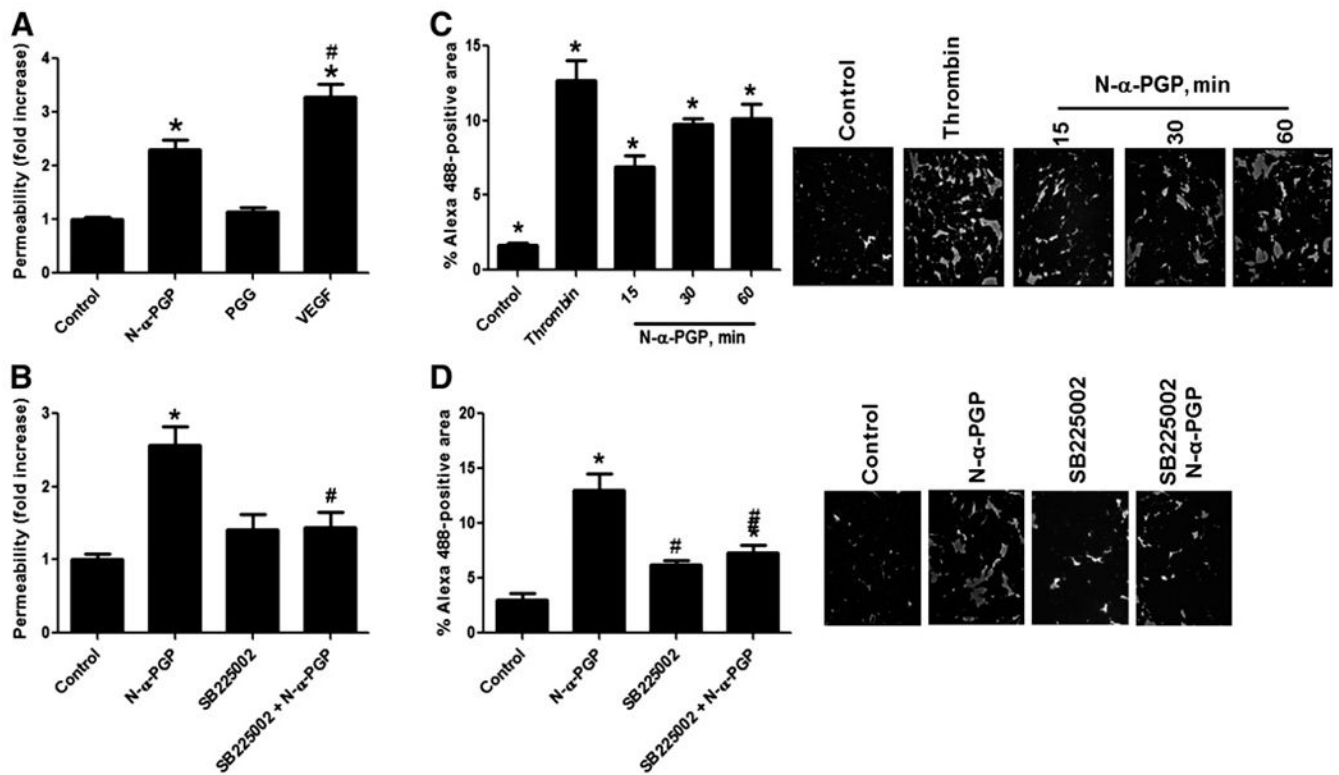 A
Permeability (fold increase)
4
3
2
1
0
*
#
*
Control
N-α-PGP
PGG
VEGF
B
Permeability (fold increase)
3
2
1
0
*
#
Control
N-α-PGP
SB225002
SB225002 + N-α-PGP
C
% Alexa 488-positive area
15
10
5
0
*
*
*
*
*
Control
Thrombin
15
30
60
N-α-PGP, min
Control
Thrombin
N-α-PGP, min
15
30
60
D
% Alexa 488-positive area
20
15
10
5
0
*
#
#
#
*
Control
N-α-PGP
SB225002
SB225002 + N-α-PGP
Control
N-α-PGP
SB225002
SB225002
N-α-PGP